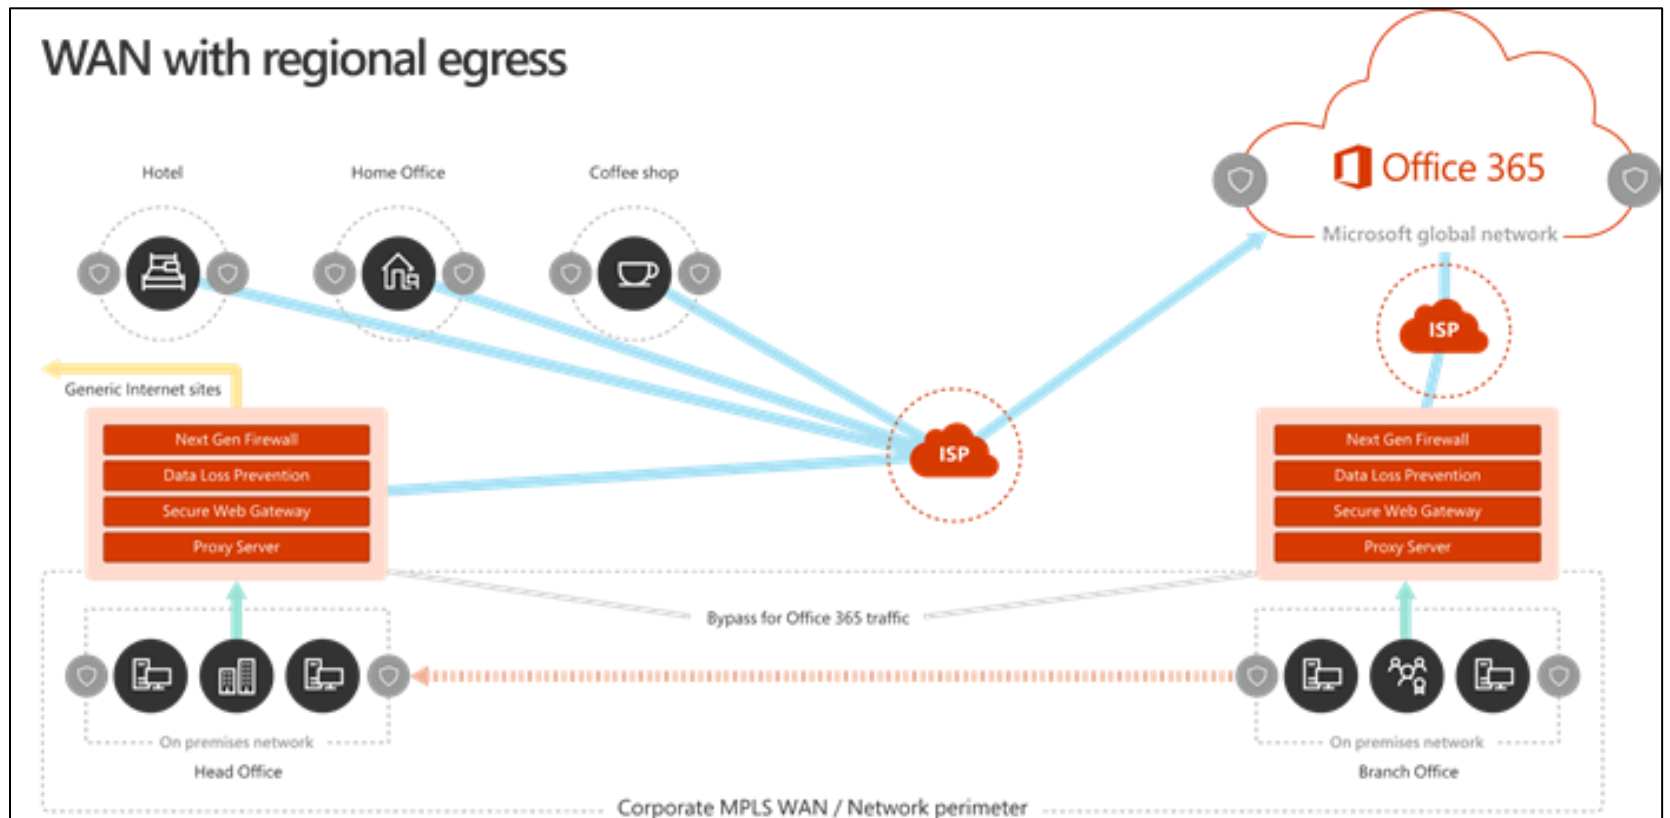 WAN with regional egress
Hotel
Home Office
Coffee shop
Office 365
Microsoft global network
ISP
Generic Internet sites
Next Gen Firewall
Data Loss Prevention
Secure Web Gateway
Proxy Server
ISP
Next Gen Firewall
Data Loss Prevention
Secure Web Gateway
Proxy Server
Bypass for Office 365 traffic
On premises network
Head Office
On premises network
Branch Office
Corporate MPLS WAN / Network perimeter